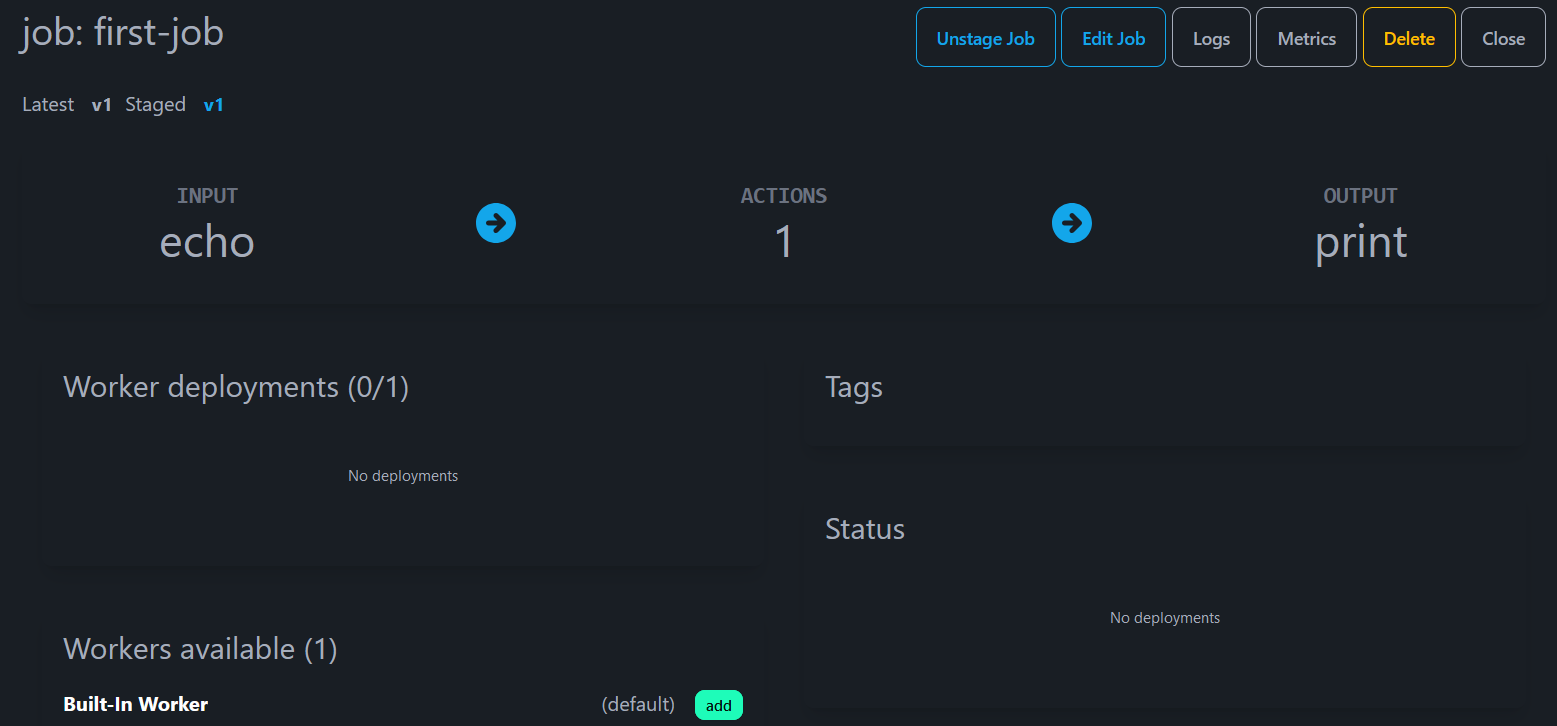 job: first-job
Unstage Job
Edit Job
Logs
Metrics
Delete
Close
Latest v1 Staged v1
INPUT
echo
ACTIONS
1
OUTPUT
print
Worker deployments (0/1)
No deployments
Tags
Status
No deployments
Workers available (1)
Built-In Worker (default) add